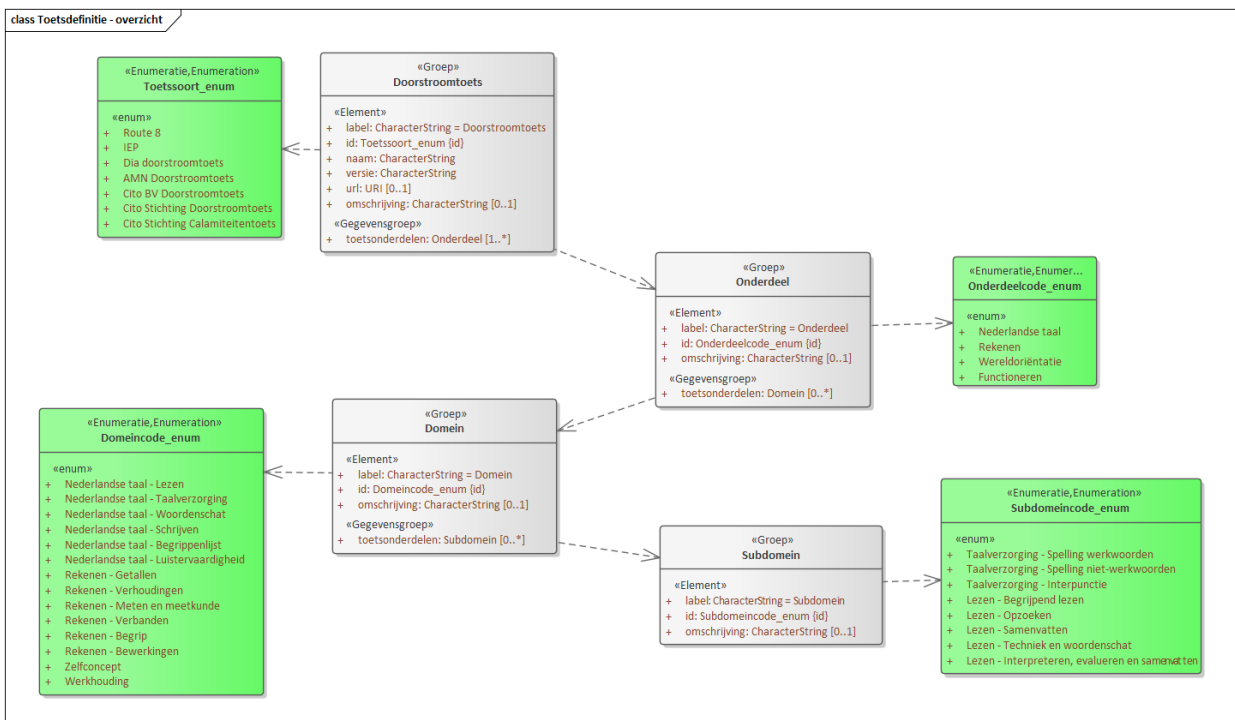 class Toetsdefinitie - overzicht
«Enumeratie,Enumeration»
Toetssoort_enum
«enum»
+ Route 8
+ IEP
+ Dia doorstroomtoets
+ AMN Doorstroomtoets
+ Cito BV Doorstroomtoets
+ Cito Stichting Doorstroomtoets
+ Cito Stichting Calamiteitentoets
«Groep»
Doorstroomtoets
«Element»
+ label: CharacterString = Doorstroomtoets
+ id: Toetssoort_enum {id}
+ naam: CharacterString
+ versie: CharacterString
+ url: URI [0..1]
+ omschrijving: CharacterString [0..1]
«Gegevensgroep»
+ toetsonderdelen: Onderdeel [1..*]
«Groep»
Onderdeel
«Element»
+ label: CharacterString = Onderdeel
+ id: Onderdeelcode_enum {id}
+ omschrijving: CharacterString [0..1]
«Gegevensgroep»
+ toetsonderdelen: Domein [0..*]
«Enumeratie,Enumer...
Onderdeelcode_enum
«enum»
+ Nederlandse taal
+ Rekenen
+ Wereldoriëntatie
+ Functioneren
«Enumeratie,Enumeration»
Domeincode_enum
«enum»
+ Nederlandse taal - Lezen
+ Nederlandse taal - Taalverzorging
+ Nederlandse taal - Woordenschat
+ Nederlandse taal - Schrijven
+ Nederlandse taal - Begrippenlijst
+ Nederlandse taal - Luistervaardigheid
+ Rekenen - Getallen
+ Rekenen - Verhoudingen
+ Rekenen - Meten en meetkunde
+ Rekenen - Verbanden
+ Rekenen - Begrip
+ Rekenen - Bewerkingen
+ Zelfconcept
+ Werkhouding
«Groep»
Domein
«Element»
+ label: CharacterString = Domein
+ id: Domeincode_enum {id}
+ omschrijving: CharacterString [0..1]
«Gegevensgroep»
+ toetsonderdelen: Subdomein [0..*]
«Groep»
Subdomein
«Element»
+ label: CharacterString = Subdomein
+ id: Subdomeincode_enum {id}
+ omschrijving: CharacterString [0..1]
«Enumeratie,Enumeration»
Subdomeincode_enum
«enum»
+ Taalverzorging - Spelling werkwoorden
+ Taalverzorging - Spelling niet-werkwoorden
+ Taalverzorging - Interpunctie
+ Lezen - Begrijpend lezen
+ Lezen - Opzoeken
+ Lezen - Samenvatten
+ Lezen - Techniek en woordenschat
+ Lezen - Interpreteren, evalueren en samenvatten